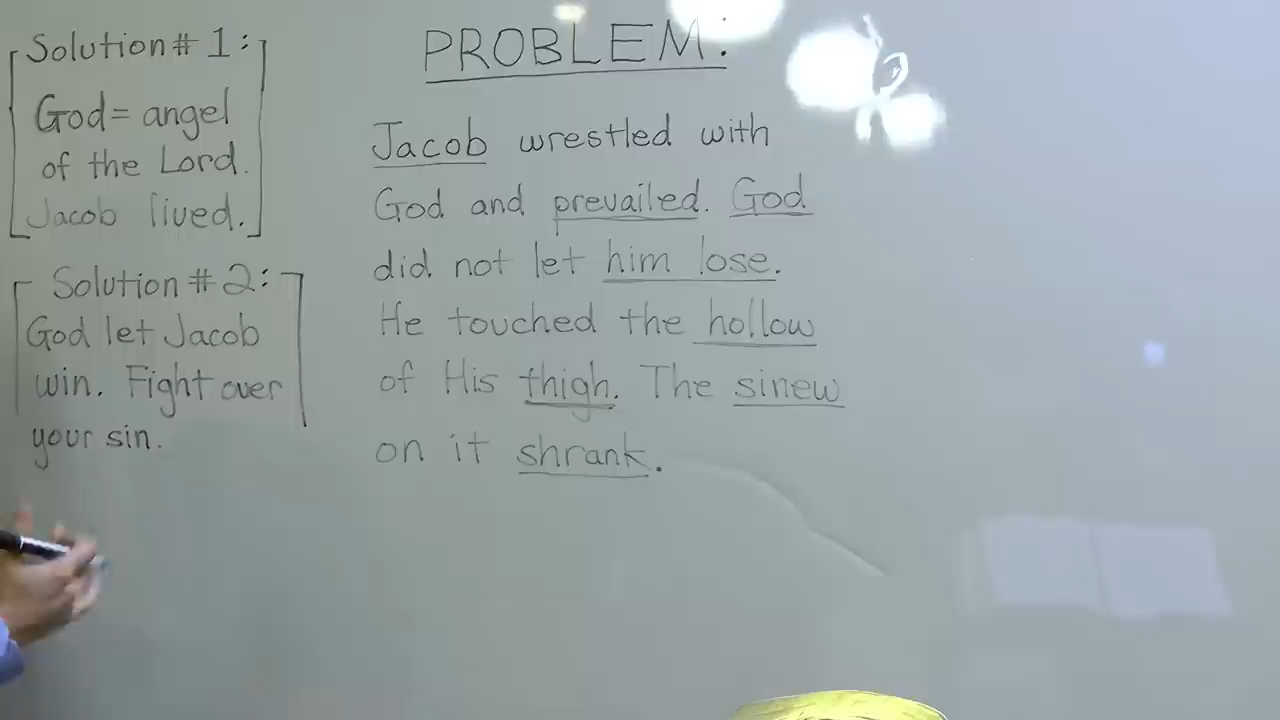 Solution # 1:
God = angel
of the Lord.
Jacob lived.
Solution # 2:
God let Jacob
win. Fight over
your sin.
PROBLEM:
Jacob wrestled with
God and prevailed. God
did not let him lose.
He touched the hollow
of His thigh. The sinew
on it shrank.